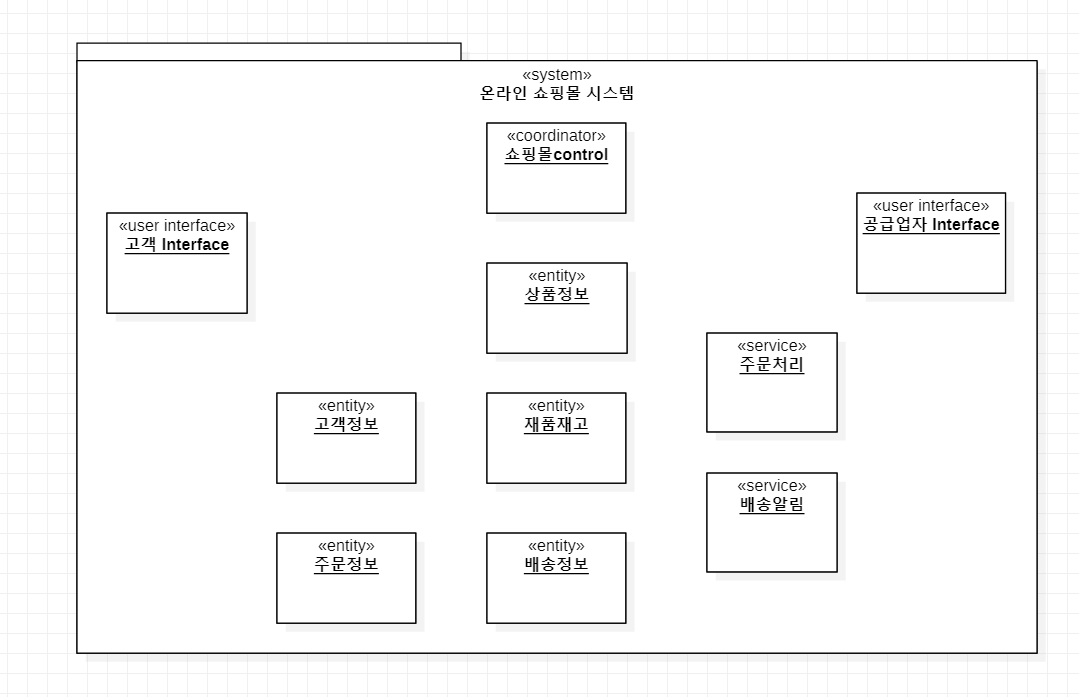 «system»
온라인 쇼핑몰 시스템
«coordinator»
쇼핑몰control
«user interface»
고객 Interface
«user interface»
공급업자 Interface
«entity»
상품정보
«service»
주문처리
«entity»
고객정보
«entity»
재품재고
«service»
배송알림
«entity»
주문정보
«entity»
배송정보